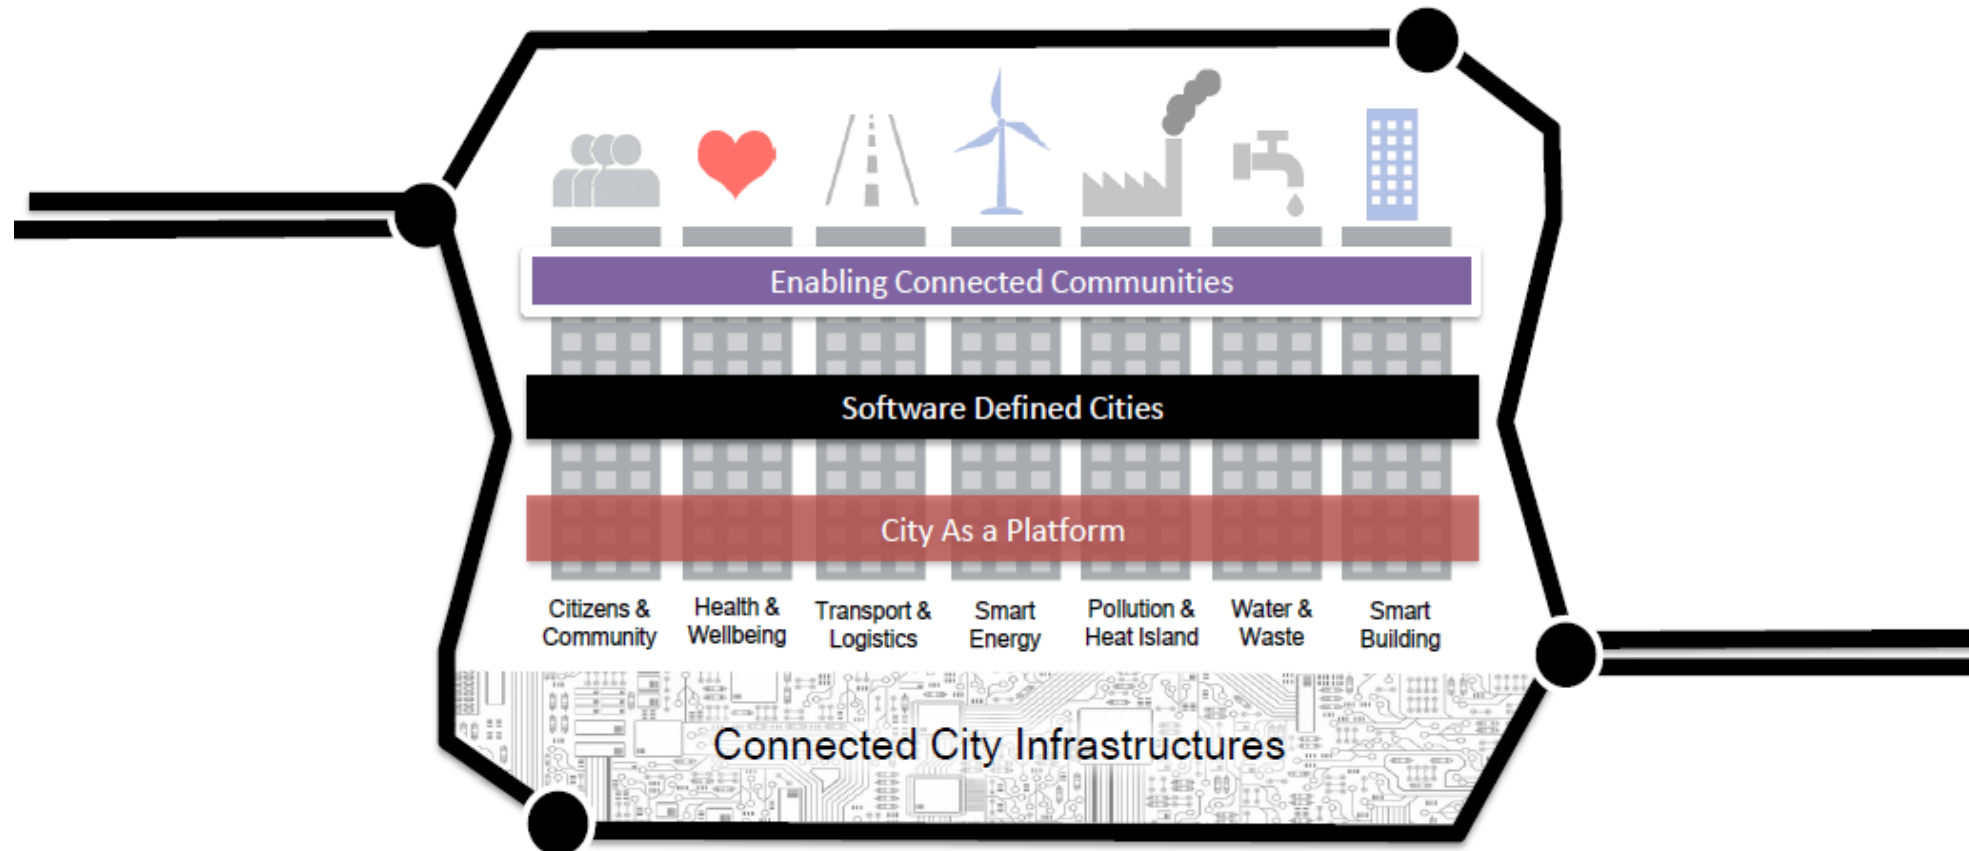 Enabling Connected Communities
Software Defined Cities
City As a Platform
Citizens &
Community
Health &
Wellbeing
Transport &
Logistics
Smart
Energy
Pollution &
Heat Island
Water &
Waste
Smart
Building
Connected City Infrastructures